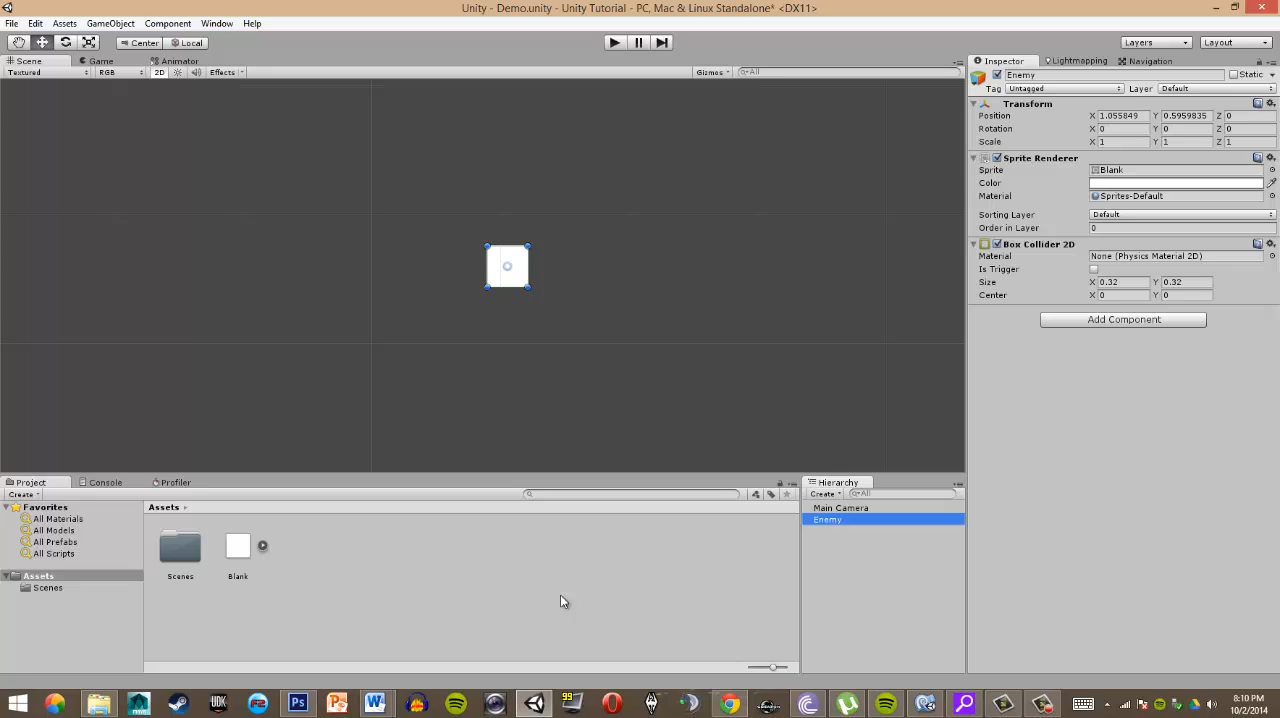 Unity - Demo.unity - Unity Tutorial - PC, Mac & Linux Standalone* <DX11>
File Edit Assets GameObject Component Window Help
Center Local Layers Layout
Scene Game Animator
Textured RGB 2D Effects Gizmos All
Inspector Lightmapping Navigation
Enemy Static
Tag Untagged Layer Default
Transform
Position X 1.055849 Y 0.5959835 Z 0
Rotation X 0 Y 0 Z 0
Scale X 1 Y 1 Z 1
Sprite Renderer
Sprite Blank
Color
Material Sprites-Default
Sorting Layer Default
Order in Layer 0
Box Collider 2D
Material None (Physics Material 2D)
Is Trigger
Size X 0.32 Y 0.32
Center X 0 Y 0
Add Component
Project Console Profiler
Create
Favorites
All Materials
All Models
All Prefabs
All Scripts
Assets
Scenes
Assets
Scenes Blank
Hierarchy
Create All
Main Camera
Enemy
UDK
Ps
99
8:10 PM
10/2/2014